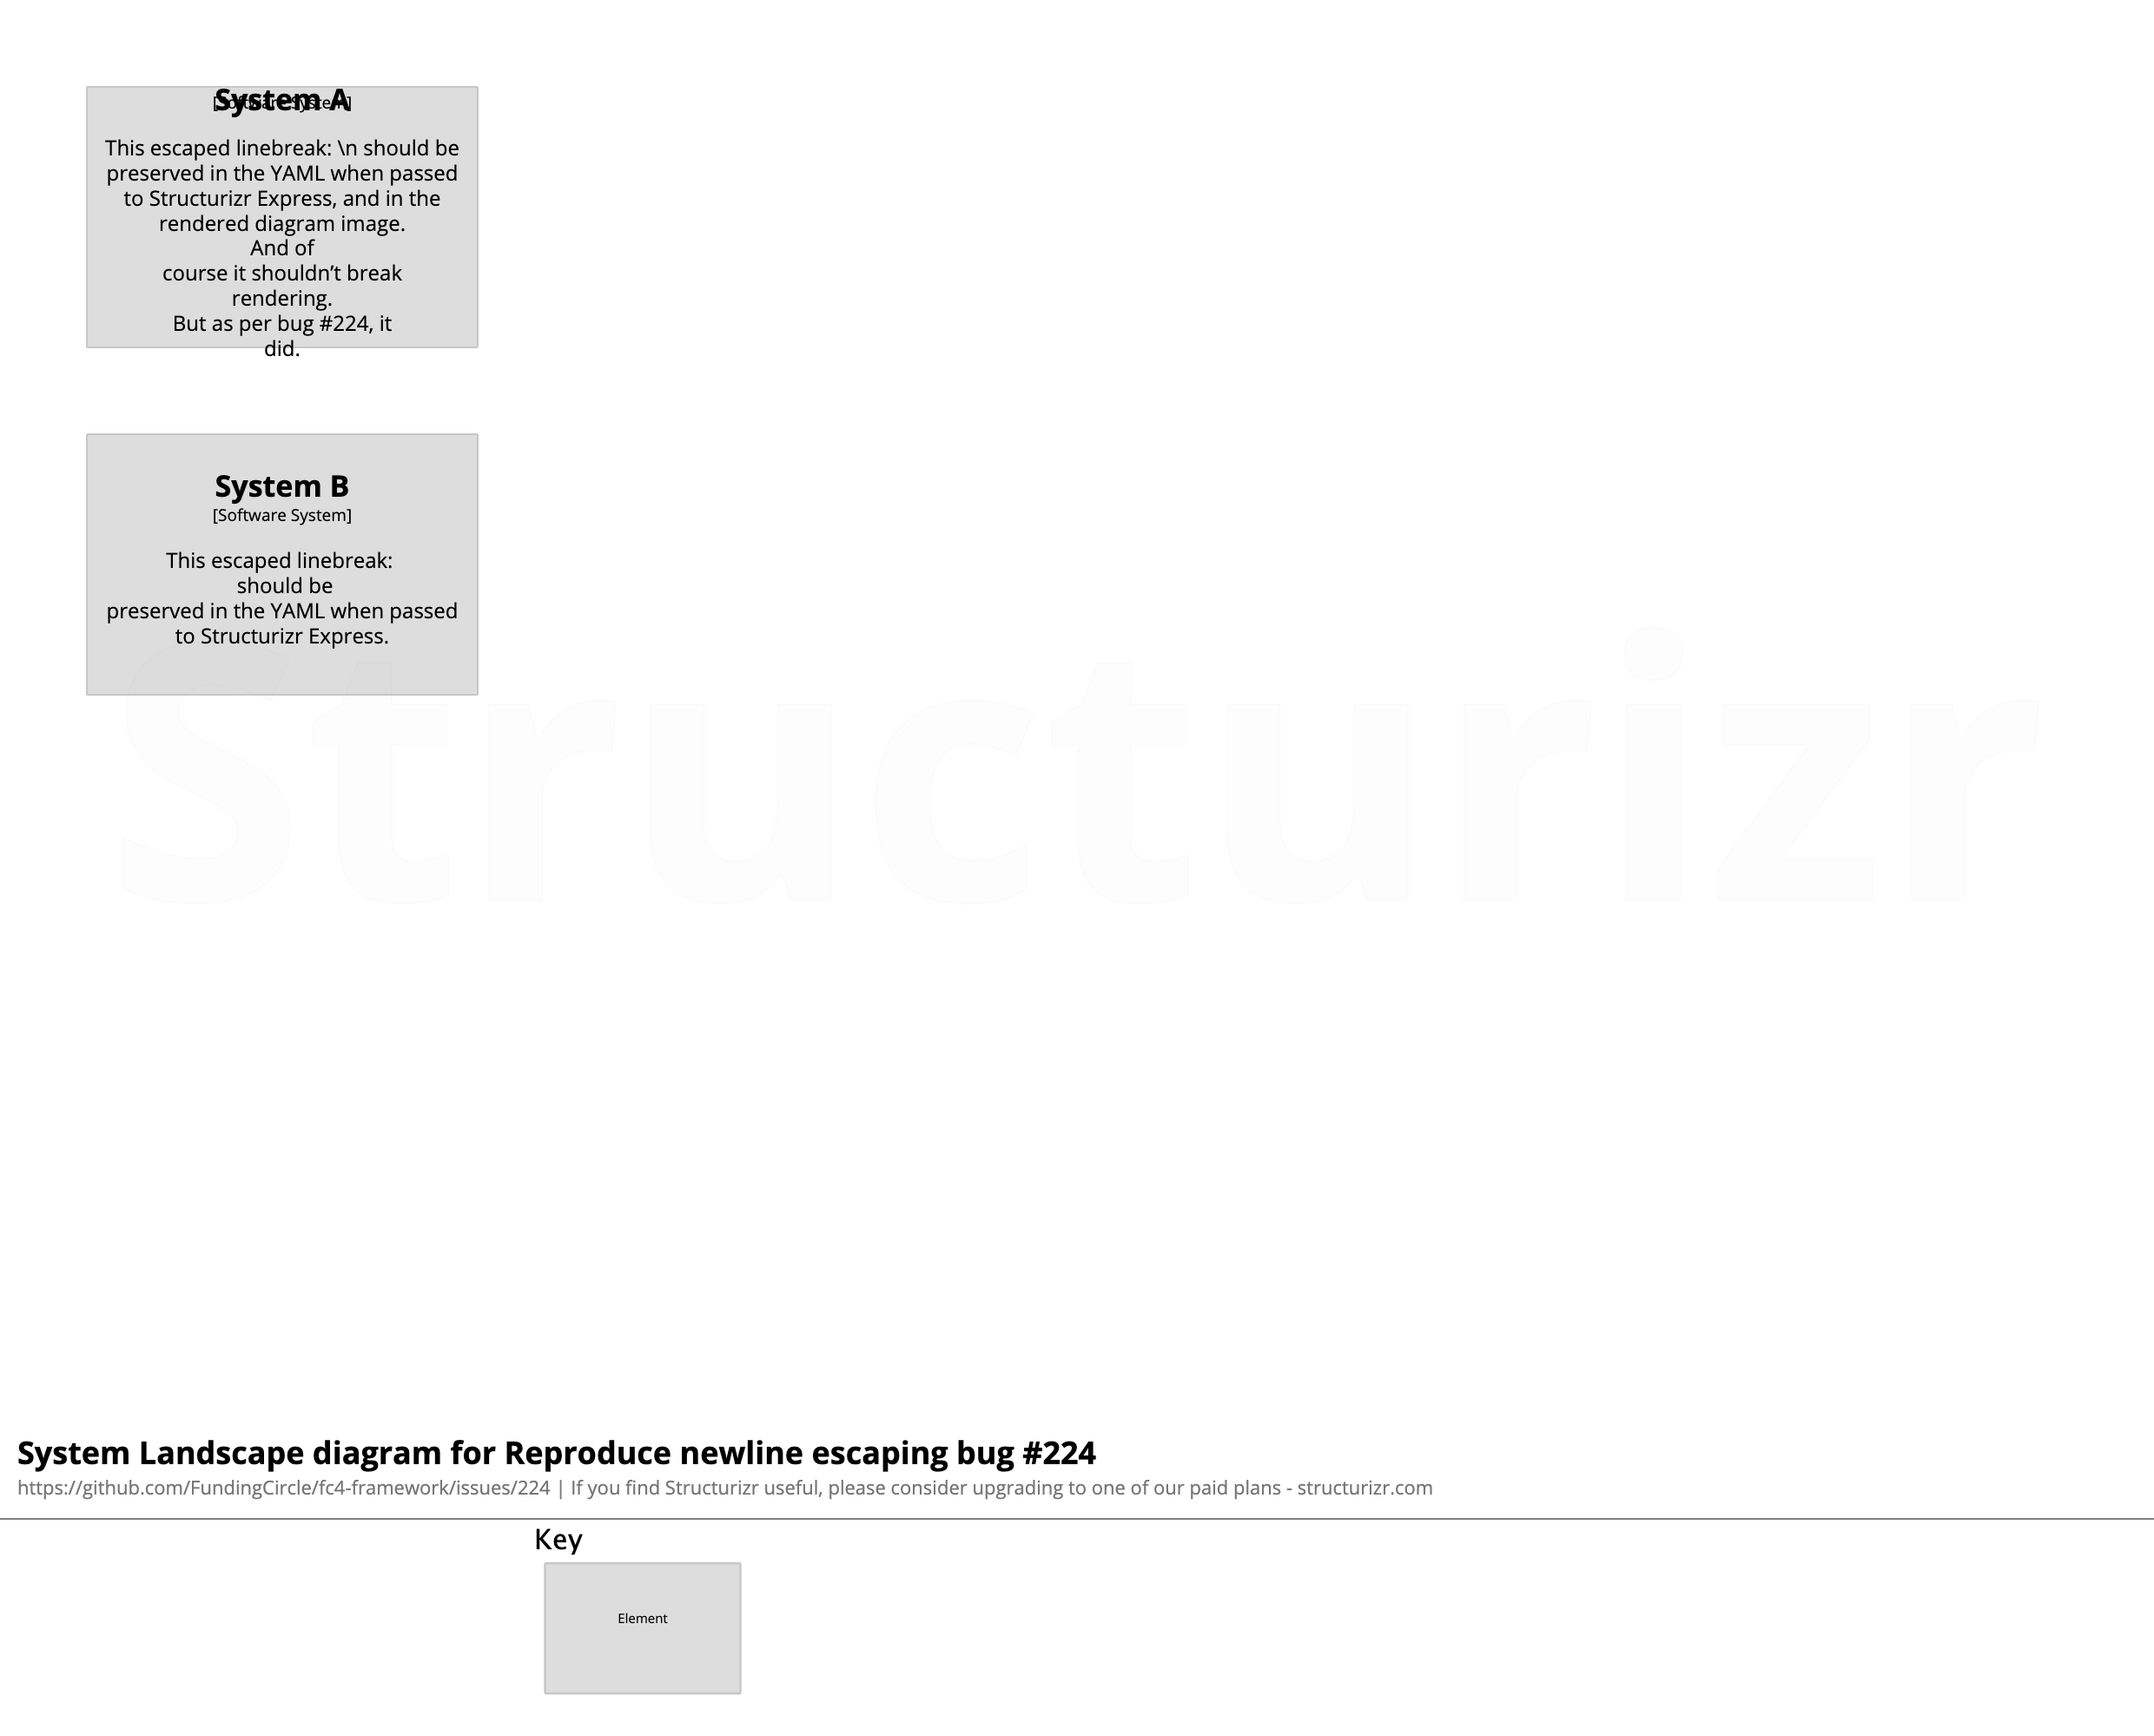 System A
[Software System]
This escaped linebreak: \n should be
preserved in the YAML when passed
to Structurizr Express, and in the
rendered diagram image.
And of
course it shouldn’t break
rendering.
But as per bug #224, it
did.
System B
[Software System]
This escaped linebreak:
should be
preserved in the YAML when passed
to Structurizr Express.
Structurizr
System Landscape diagram for Reproduce newline escaping bug #224
https://github.com/FundingCircle/fc4-framework/issues/224 | If you find Structurizr useful, please consider upgrading to one of our paid plans - structurizr.com
Key
Element